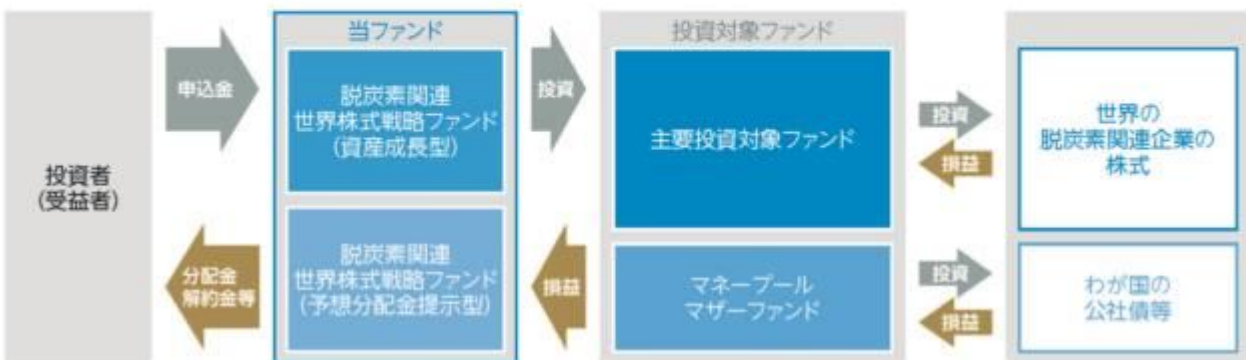 投資者
(受益者)
申込金
分配金
解約金等
当ファンド
脱炭素関連
世界株式戦略ファンド
(資産成長型)
脱炭素関連
世界株式戦略ファンド
(予想分配金提示型)
投資
損益
投資対象ファンド
主要投資対象ファンド
マネープール
マザーファンド
投資
損益
投資
損益
世界の
脱炭素関連企業の
株式
わが国の
公社債等